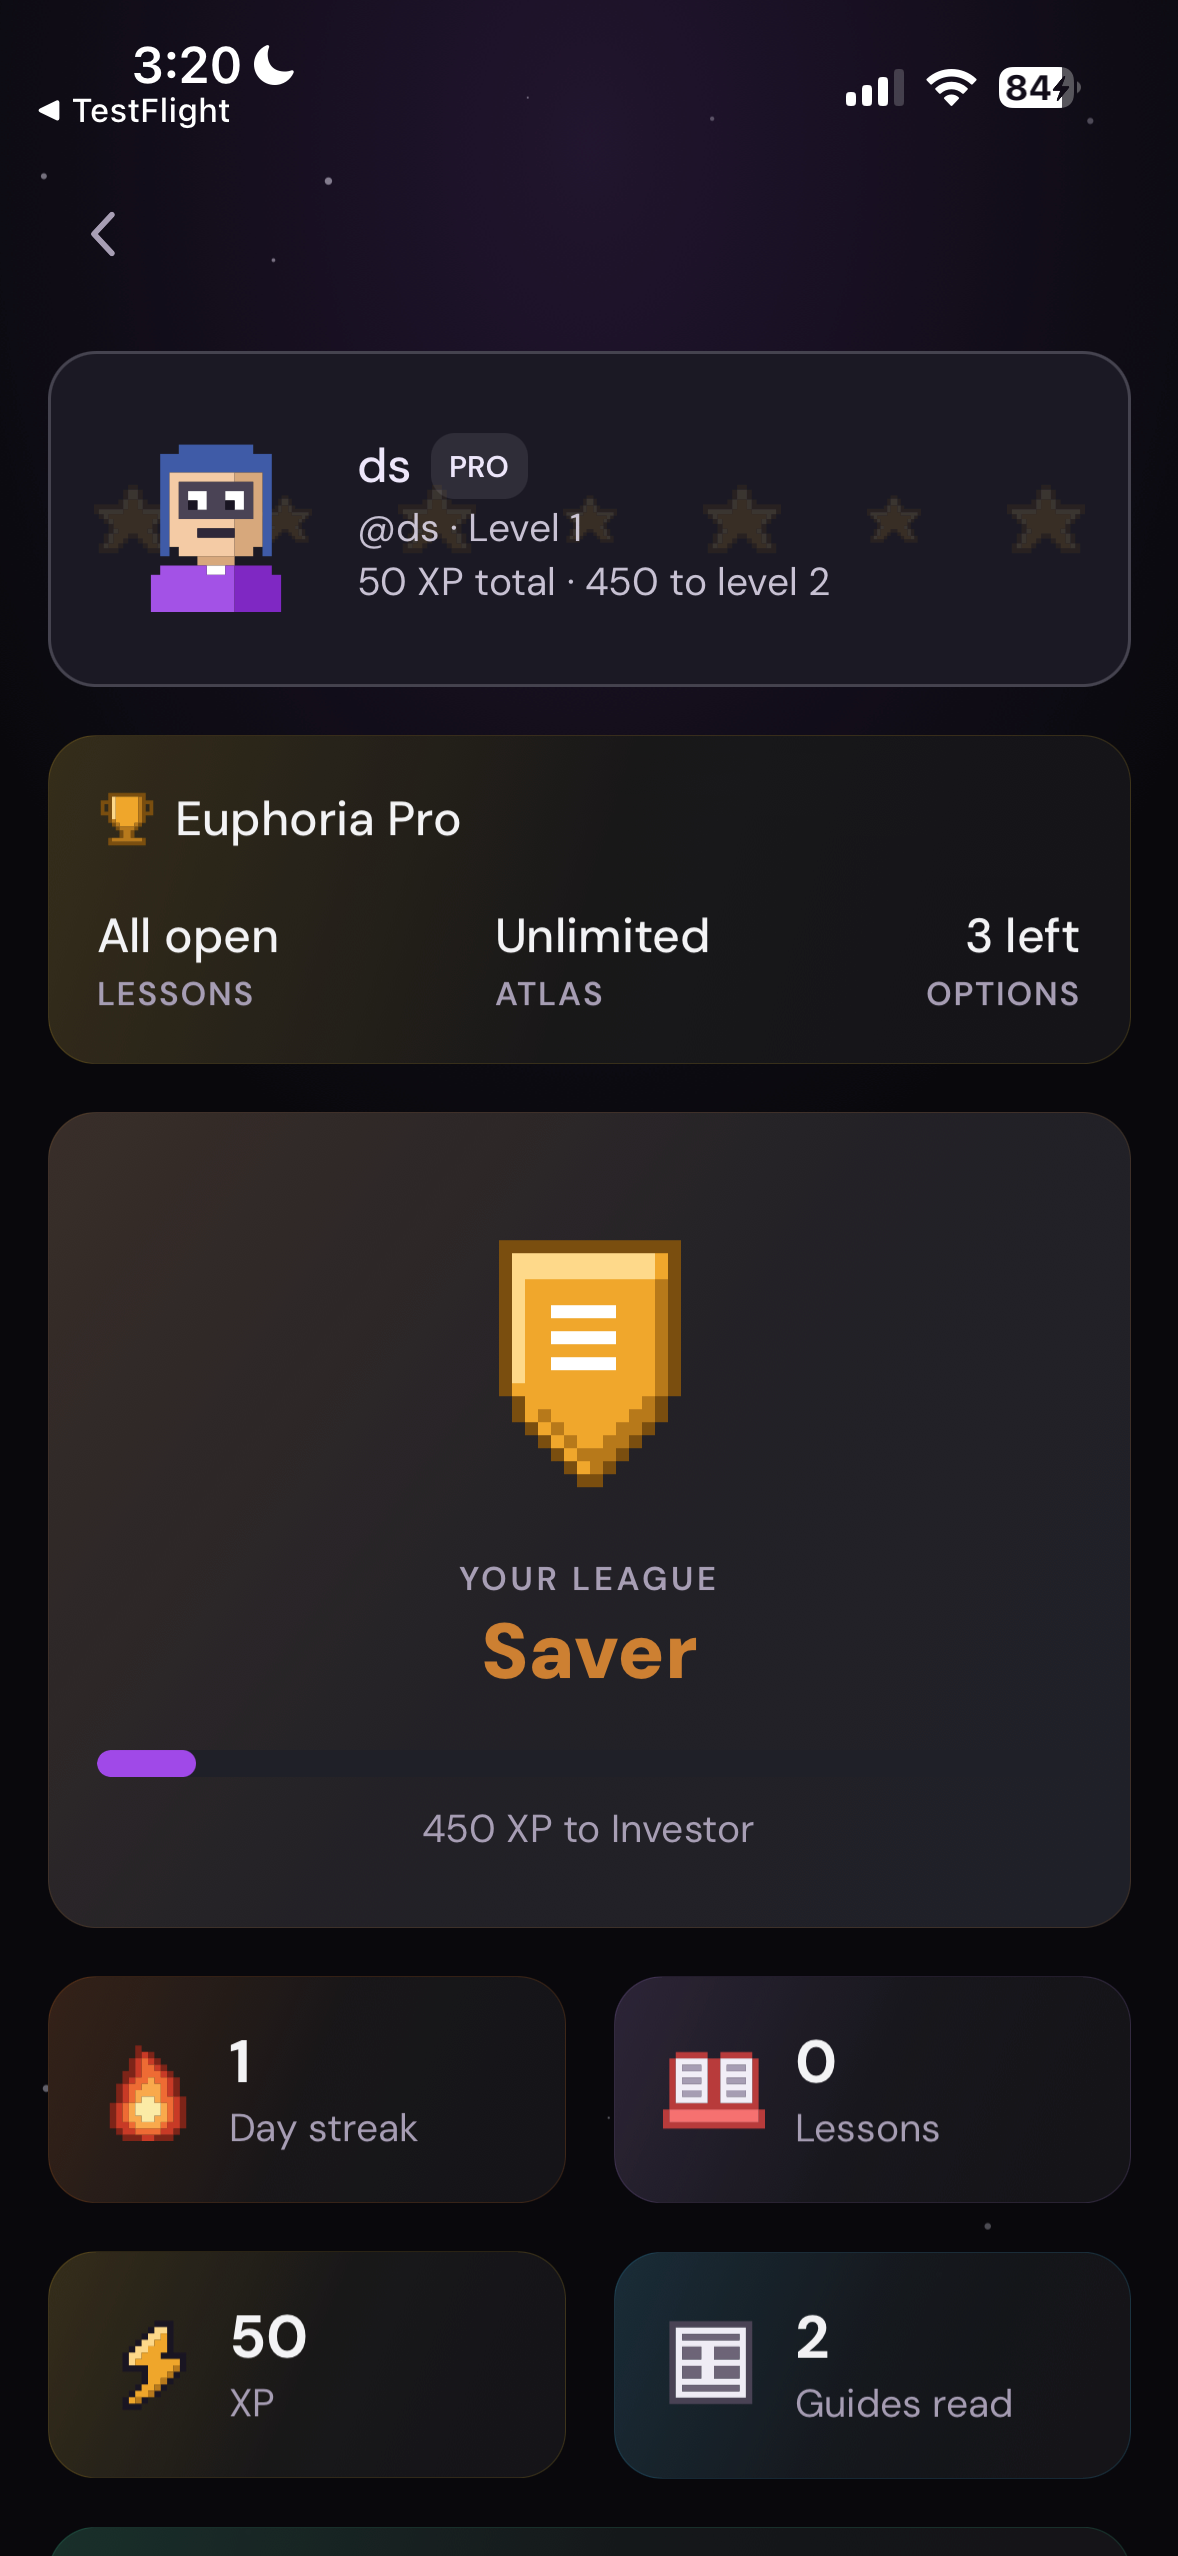 3:20
84
TestFlight
ds PRO
@ds · Level 1
50 XP total · 450 to level 2
Euphoria Pro
All open Unlimited 3 left
LESSONS ATLAS OPTIONS
YOUR LEAGUE
Saver
450 XP to Investor
1
Day streak
0
Lessons
50
XP
2
Guides read